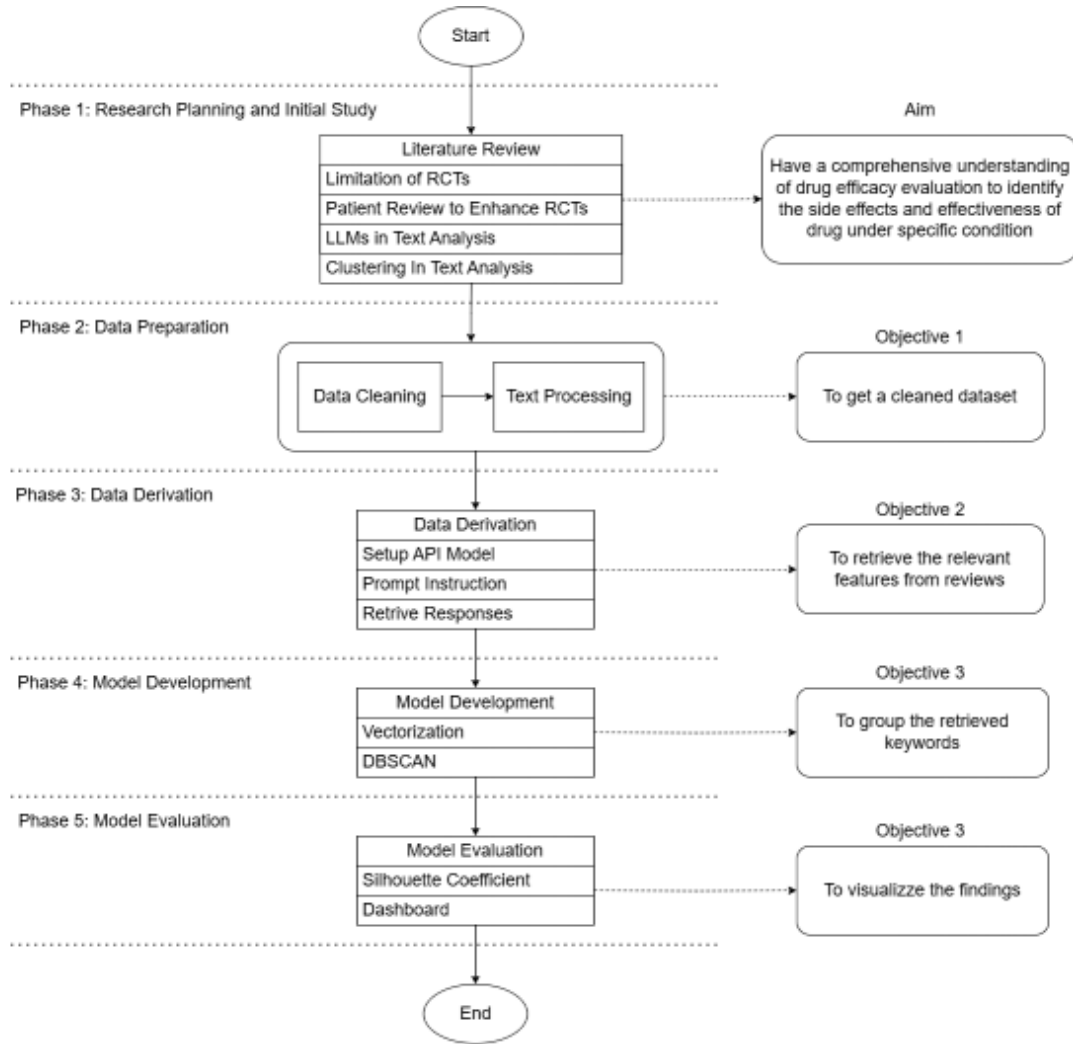 Start
Phase 1: Research Planning and Initial Study
Aim
Literature Review
Limitation of RCTs
Patient Review to Enhance RCTs
LLMs in Text Analysis
Clustering In Text Analysis
Have a comprehensive understanding
of drug efficacy evaluation to identify
the side effects and effectiveness of
drug under specific condition
Phase 2: Data Preparation
Objective 1
Data Cleaning
Text Processing
To get a cleaned dataset
Phase 3: Data Derivation
Objective 2
Data Derivation
Setup API Model
Prompt Instruction
Retrive Responses
To retrieve the relevant
features from reviews
Phase 4: Model Development
Objective 3
Model Development
Vectorization
DBSCAN
To group the retrieved
keywords
Phase 5: Model Evaluation
Objective 3
Model Evaluation
Silhouette Coefficient
Dashboard
To visualizze the findings
End